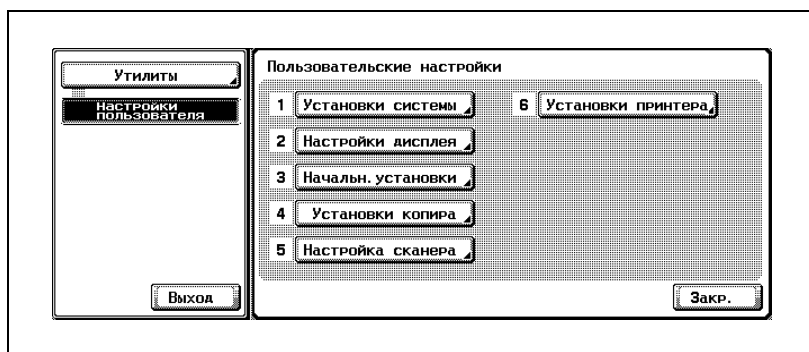 Утилиты
Настройки
пользователя
Выход
Пользовательские настройки
1 Установки системы
2 Настройки дисплея
3 Начальн. установки
4 Установки копира
5 Настройка сканера
6 Установки принтера
Закр.